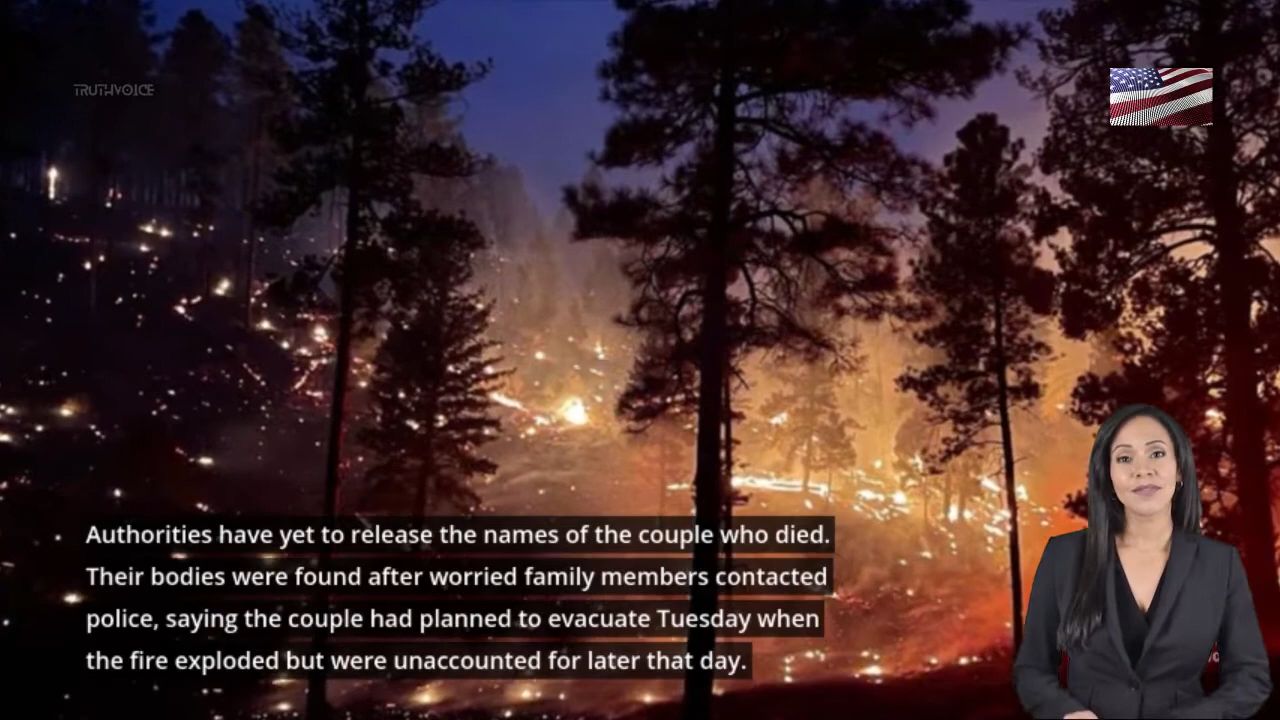 TRUTHVOICE
Authorities have yet to release the names of the couple who died.
Their bodies were found after worried family members contacted
police, saying the couple had planned to evacuate Tuesday when
the fire exploded but were unaccounted for later that day.